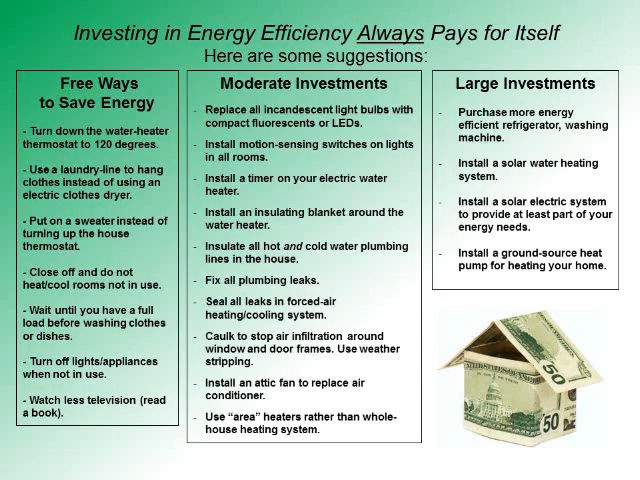 Investing in Energy Efficiency Always Pays for Itself
Here are some suggestions:
Free Ways
to Save Energy
- Turn down the water-heater
thermostat to 120 degrees.
- Use a laundry-line to hang
clothes instead of using an
electric clothes dryer.
- Put on a sweater instead of
turning up the house
thermostat.
- Close off and do not
heat/cool rooms not in use.
- Wait until you have a full
load before washing clothes
or dishes.
- Turn off lights/appliances
when not in use.
- Watch less television (read
a book).
Moderate Investments
- Replace all incandescent light bulbs with
compact fluorescents or LEDs.
- Install motion-sensing switches on lights
in all rooms.
- Install a timer on your electric water
heater.
- Install an insulating blanket around the
water heater.
- Insulate all hot and cold water plumbing
lines in the house.
- Fix all plumbing leaks.
- Seal all leaks in forced-air
heating/cooling system.
- Caulk to stop air infiltration around
window and door frames. Use weather
stripping.
- Install an attic fan to replace air
conditioner.
- Use “area” heaters rather than whole-
house heating system.
Large Investments
- Purchase more energy
efficient refrigerator, washing
machine.
- Install a solar water heating
system.
- Install a solar electric system
to provide at least part of your
energy needs.
- Install a ground-source heat
pump for heating your home.
50
50